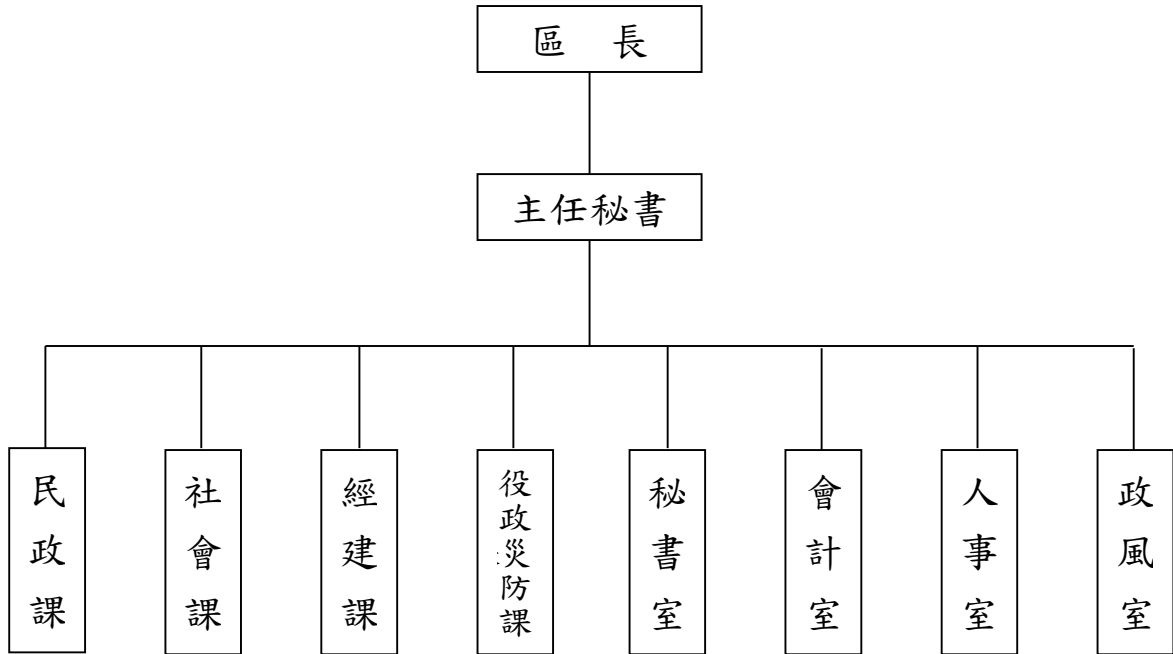 區 長
主任秘書
民政課
社會課
經建課
役政災防課
秘書室
會計室
人事室
政風室